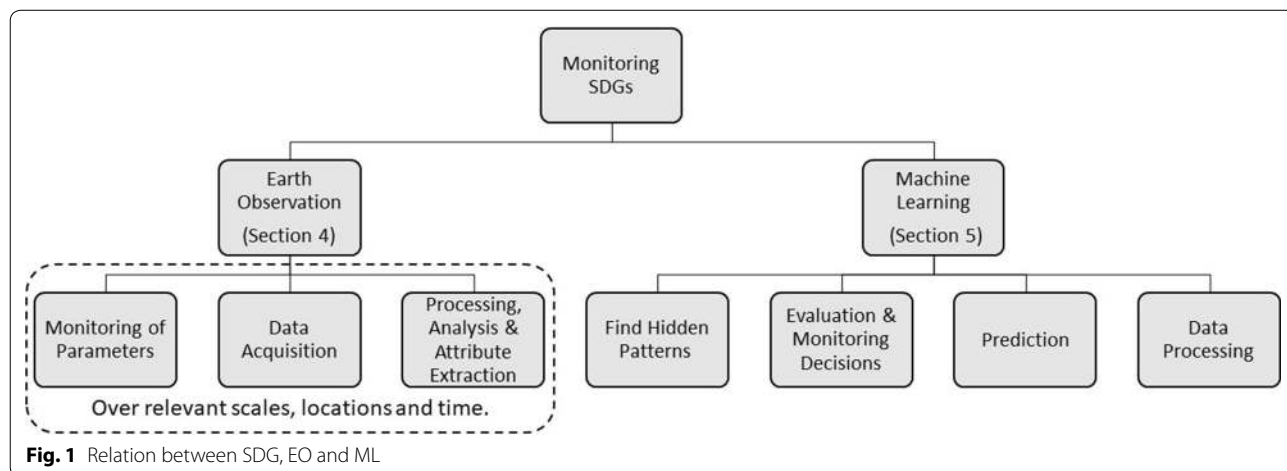 Monitoring
SDGs
Earth
Observation
(Section 4)
Machine
Learning
(Section 5)
Monitoring of
Parameters
Data
Acquisition
Processing,
Analysis &
Attribute
Extraction
Find Hidden
Patterns
Evaluation &
Monitoring
Decisions
Prediction
Data
Processing
Over relevant scales, locations and time.
Fig. 1 Relation between SDG, EO and ML